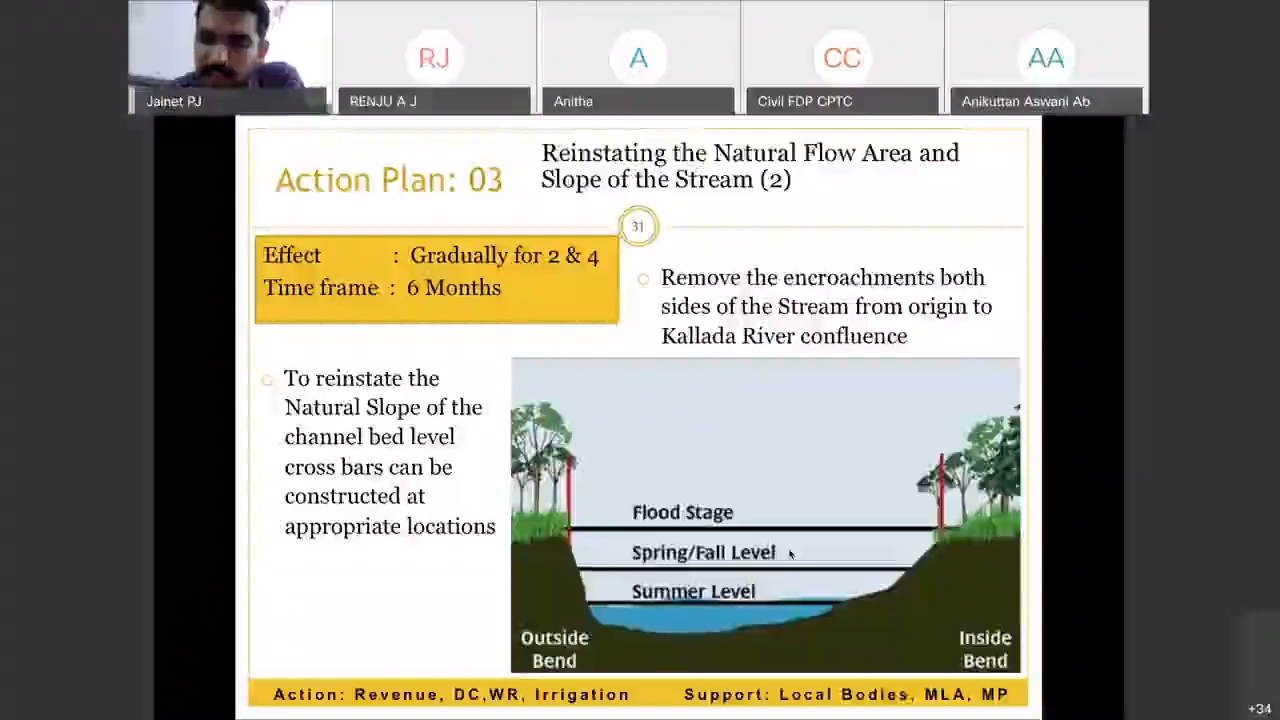 RJ
A
CC
AA
Jainet PJ
RENJU A J
Anitha
Civil FDP CPTC
Anikuttan Aswani Ab
Action Plan: 03
Reinstating the Natural Flow Area and
Slope of the Stream (2)
31
Effect : Gradually for 2 & 4
Time frame : 6 Months
Remove the encroachments both
sides of the Stream from origin to
Kallada River confluence
To reinstate the
Natural Slope of the
channel bed level
cross bars can be
constructed at
appropriate locations
Flood Stage
Spring/Fall Level
Summer Level
Outside
Bend
Inside
Bend
Action: Revenue, DC,WR, Irrigation
Support: Local Bodies, MLA, MP
+34